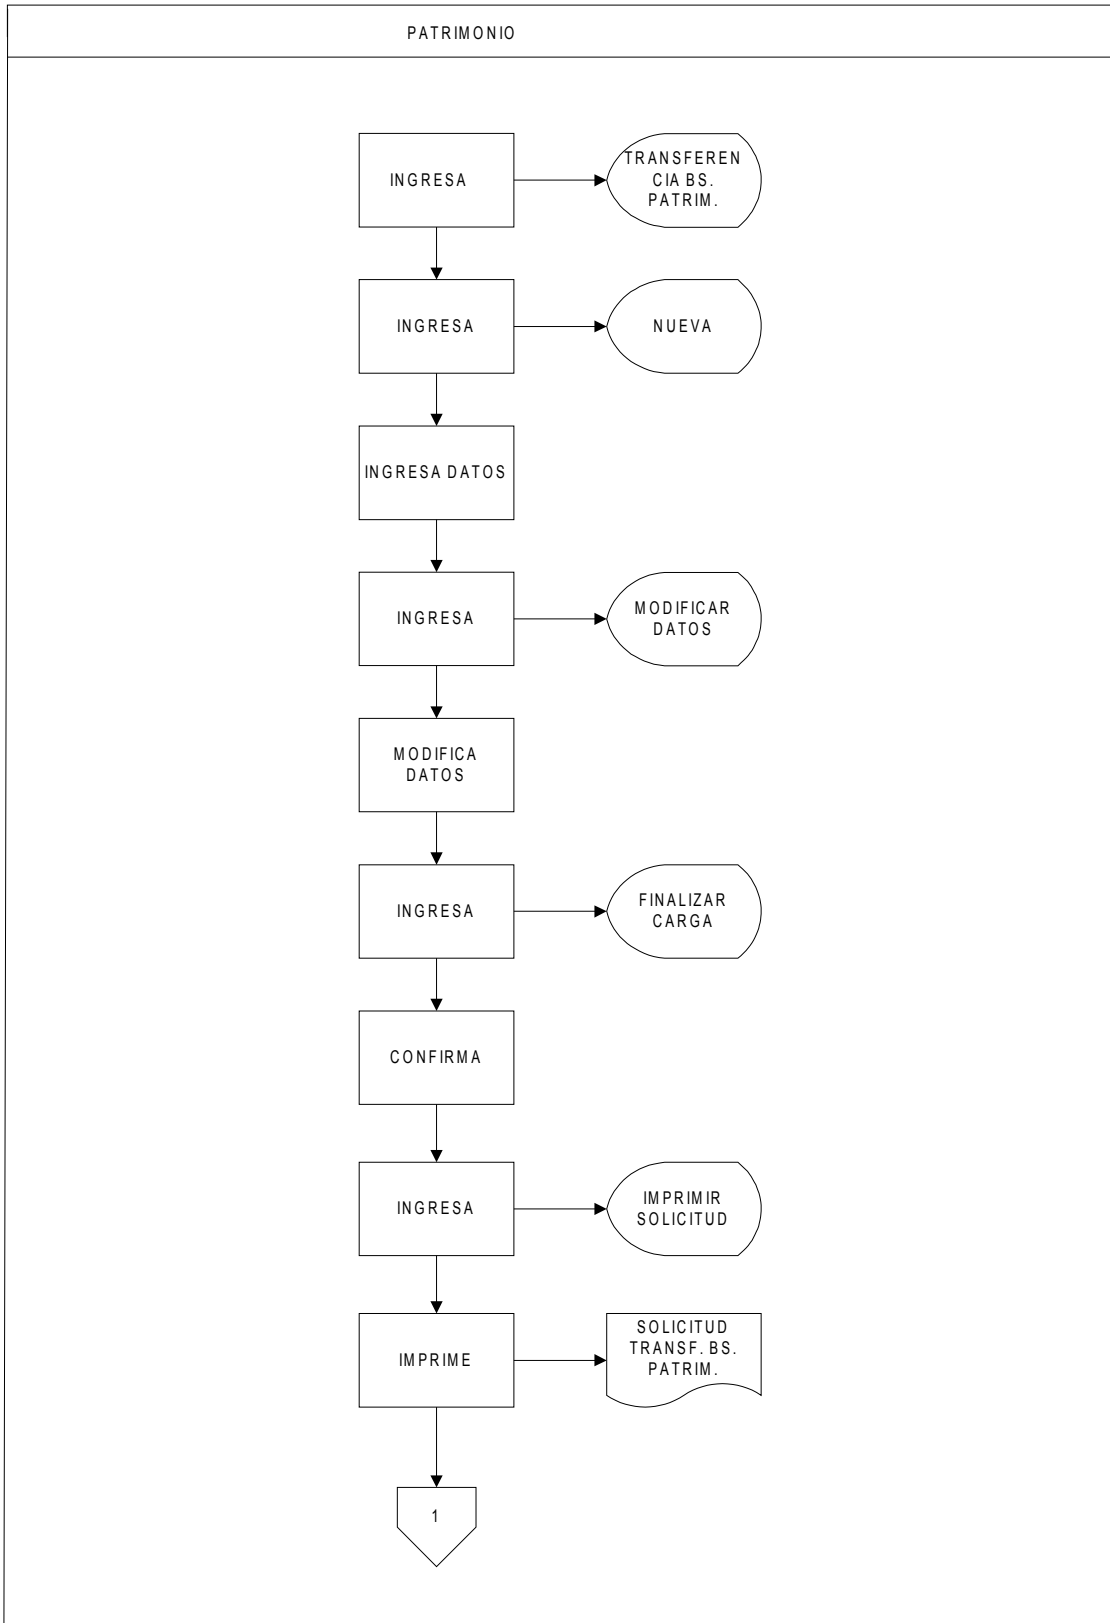 PATRIMONIO
INGRESA
TRANSFEREN
CIA BS.
PATRIM.
INGRESA
NUEVA
INGRESA DATOS
INGRESA
MODIFICAR
DATOS
MODIFICA
DATOS
INGRESA
FINALIZAR
CARGA
CONFIRMA
INGRESA
IMPRIMIR
SOLICITUD
IMPRIME
SOLICITUD
TRANSF. BS.
PATRIM.
1